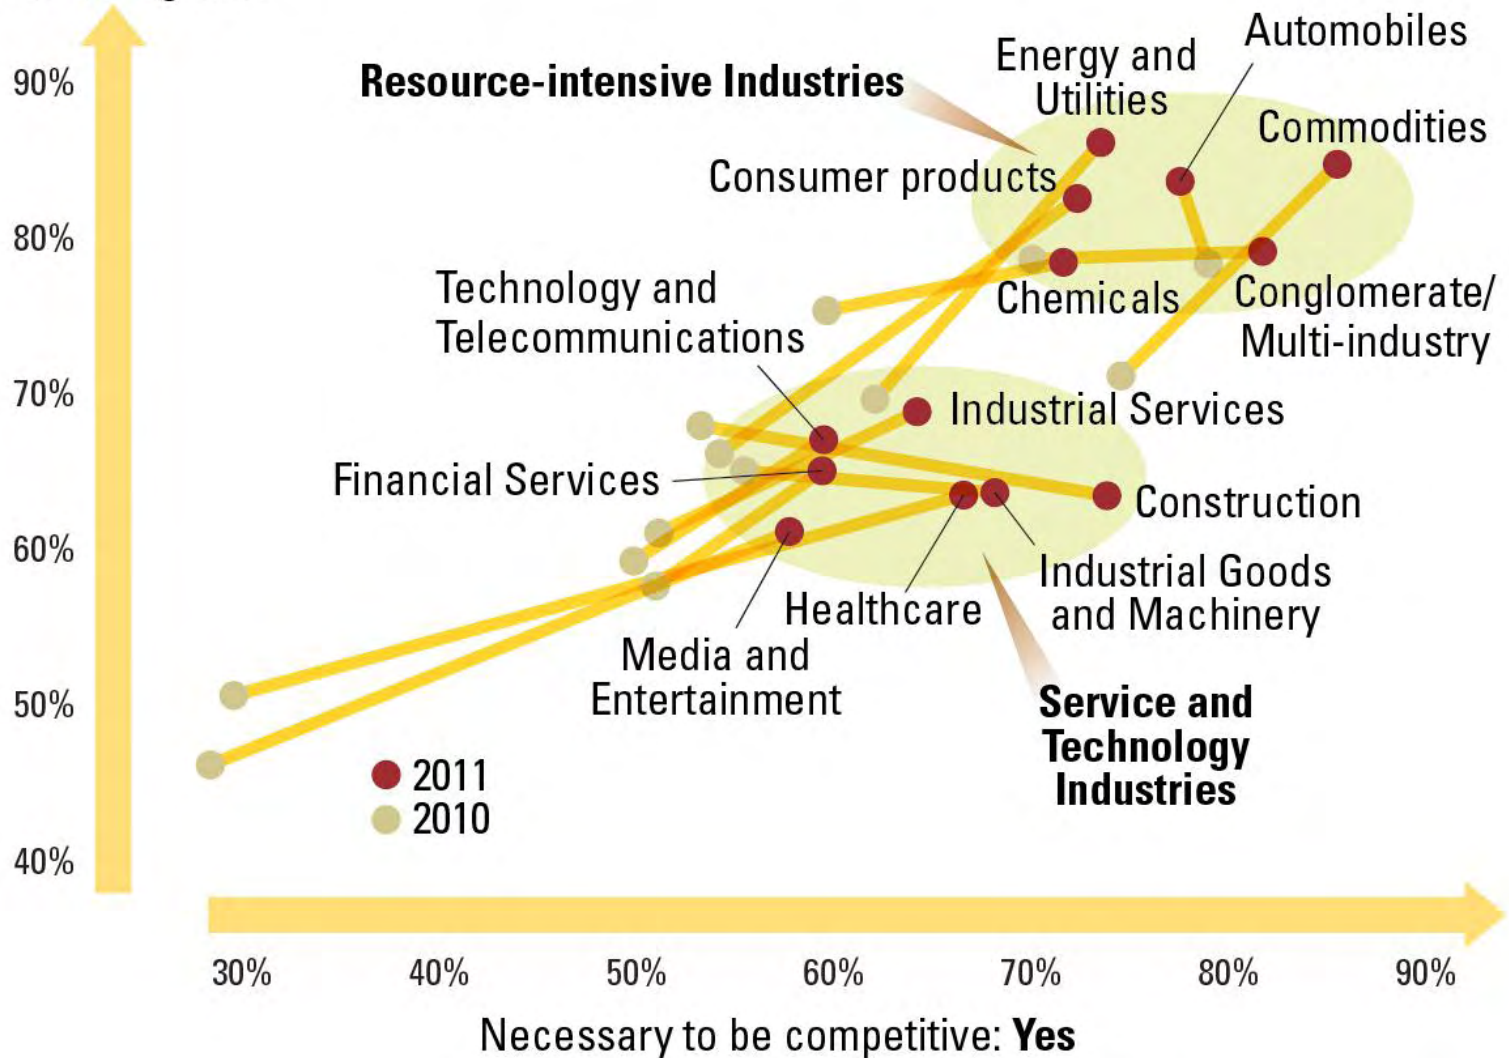 90%
80%
70%
60%
50%
40%
Resource-intensive Industries
Energy and
Utilities
Automobiles
Commodities
Consumer products
Chemicals
Conglomerate/
Multi-industry
Technology and
Telecommunications
Industrial Services
Financial Services
Construction
Healthcare
Industrial Goods
and Machinery
Media and
Entertainment
Service and
Technology
Industries
2011
2010
30%
40%
50%
60%
70%
80%
90%
Necessary to be competitive: Yes